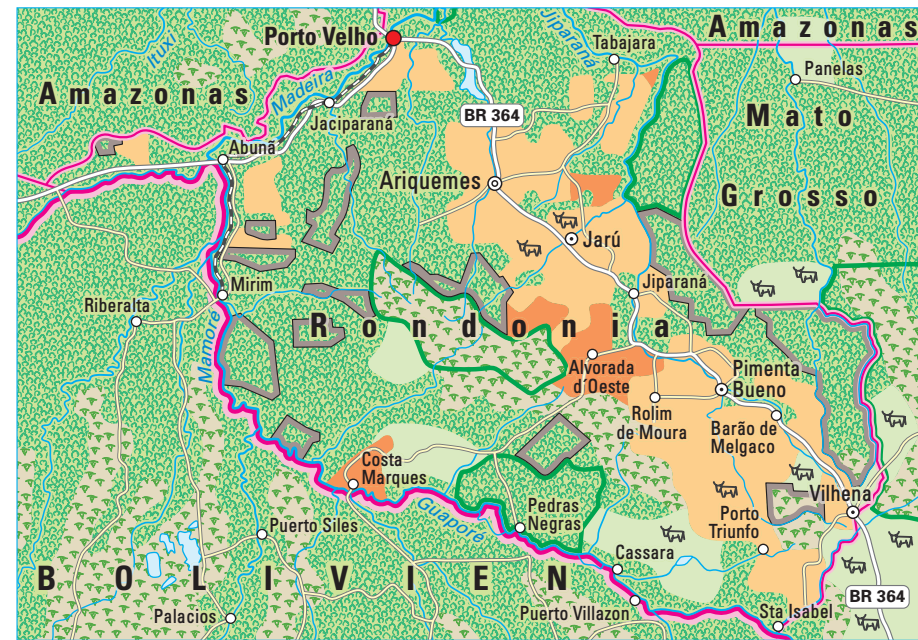 Amazonas
Porto Velho
Ituxí
Madeira
Jiparaná
Tabajara
Amazonas
Panelas
Jaciparaná
BR 364
Mato
Abunã
Ariquemes
Grosso
Jarú
Mirim
Jiparaná
Riberalta
Mamoré
Rondonia
Alvorada
d'Oeste
Pimenta
Bueno
Rolim
de Moura
Barão de
Melgaco
Costa
Marques
Guaporé
Pedras
Negras
Vilhena
Porto
Triunfo
Puerto Siles
Cassara
BOLIVIEN
Palacios
Puerto Villazon
Sta Isabel
BR 364